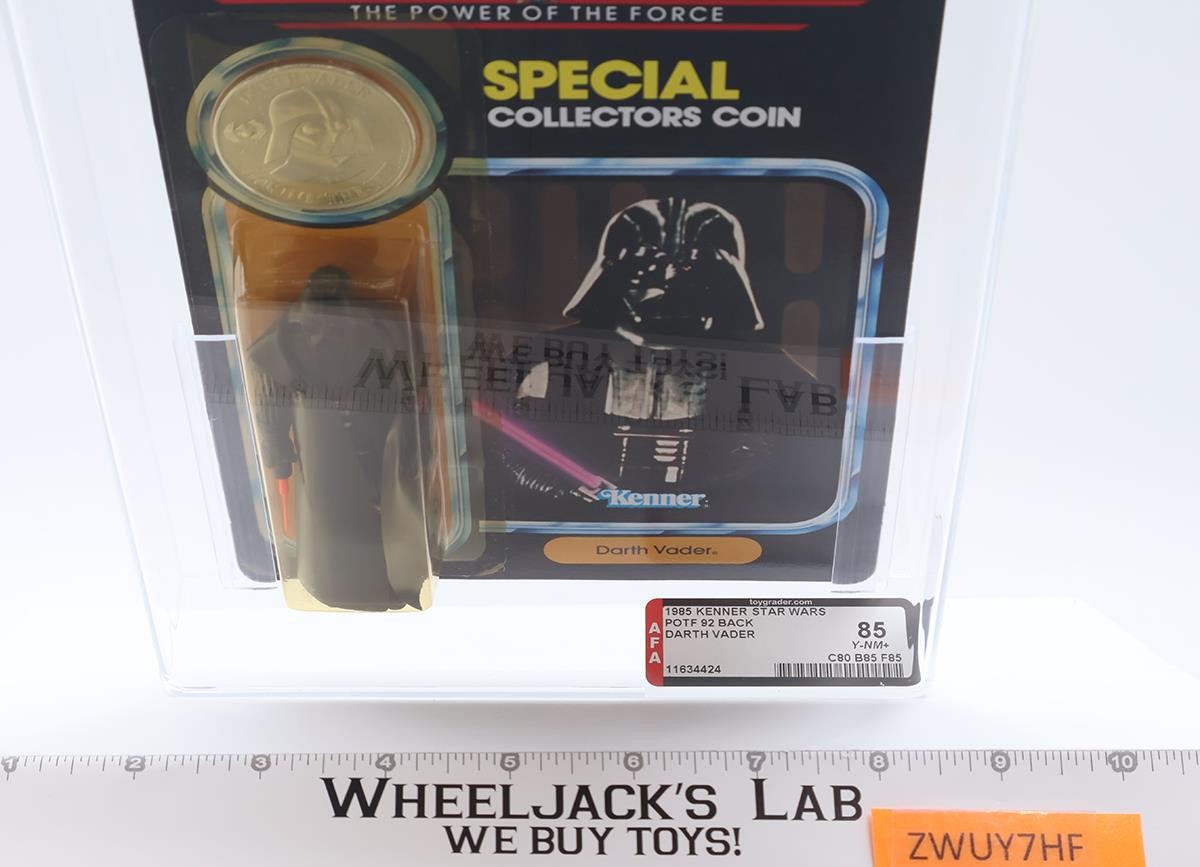 THE POWER OF THE FORCE
SPECIAL
COLLECTORS COIN
WE BUY TOYS!
WHEELJACK'S LAB
Kenner
Darth Vader
toygrader.com
AFA
1985 KENNER STAR WARS
POTF 92 BACK
DARTH VADER
85
Y-NM+
C80 B85 F85
11634424
1 2 3 4 5 6 7 8 9 10
WHEELJACK'S LAB
WE BUY TOYS!
ZWUY7HF